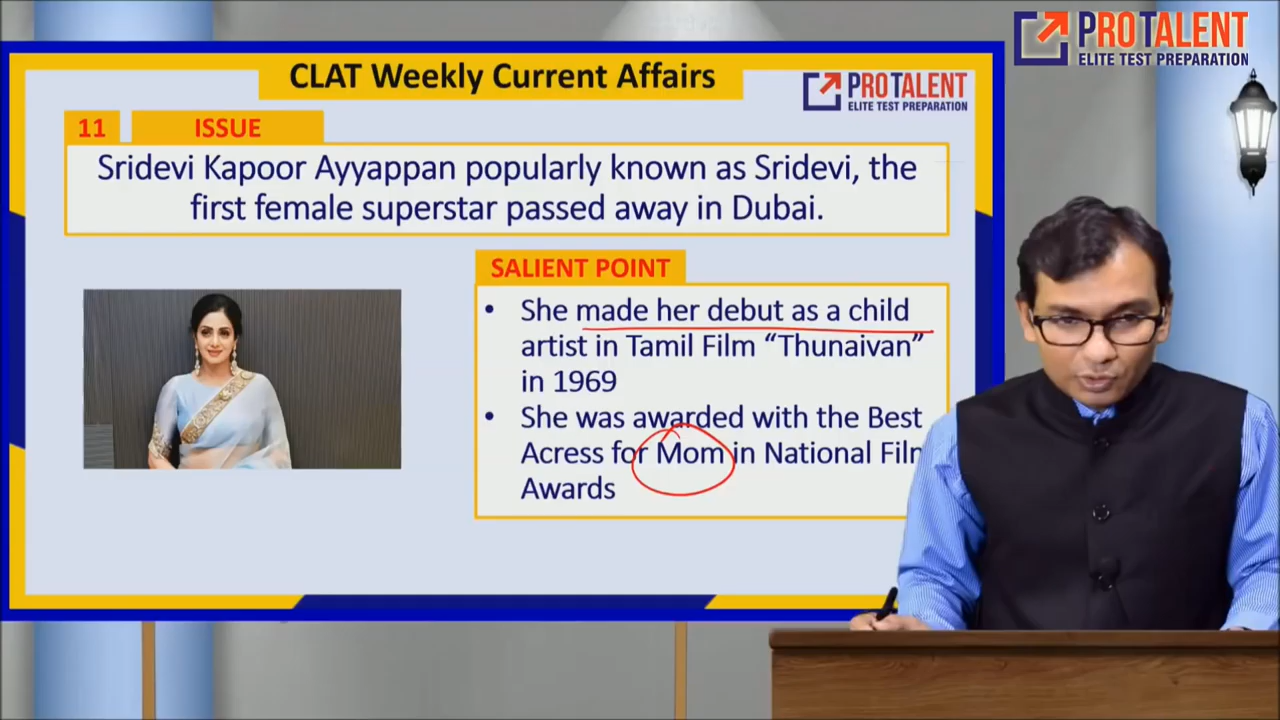 PROTALENT
ELITE TEST PREPARATION
CLAT Weekly Current Affairs
PROTALENT
ELITE TEST PREPARATION
11 ISSUE
Sridevi Kapoor Ayyappan popularly known as Sridevi, the
first female superstar passed away in Dubai.
SALIENT POINT
• She made her debut as a child
artist in Tamil Film “Thunaivan”
in 1969
• She was awarded with the Best
Acress for Mom in National
Awards